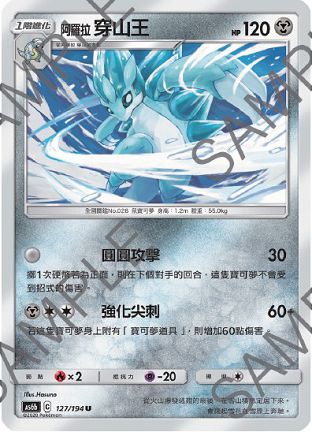 1階進化
阿羅拉 穿山王
HP 120
全國圖鑑No.028 鼠寶可夢 身高:1.2m 體重:55.0kg
圓圓攻擊 30
擲1次硬幣若為正面,則在下個對手的回合,這隻寶可夢不會受到
招式的傷害。
強化尖刺 60+
若這隻寶可夢身上附有「寶可夢道具」,則增加60點傷害。
弱點 ×2 抵抗力 -20 撤退
Illus.Hasuno
AS6b C 127/194 U
©2020 Pokémon
SAMPLE